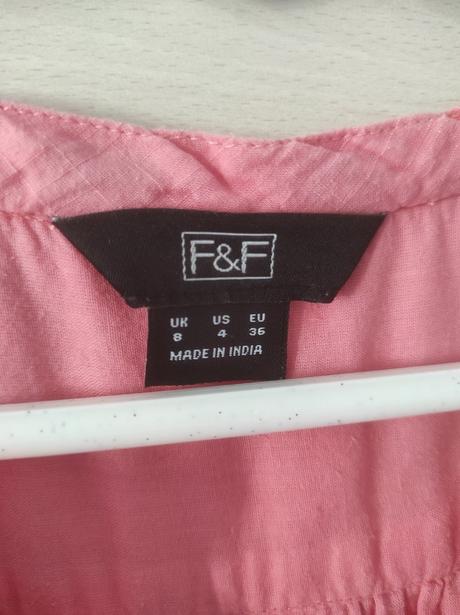 F&F
UK US EU
8 4 36
MADE IN INDIA